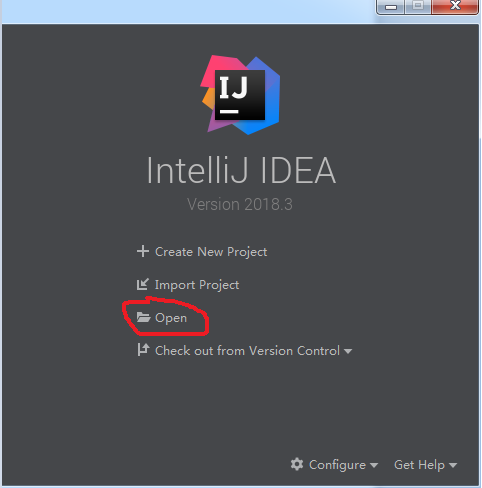 IJ
IntelliJ IDEA
Version 2018.3
Create New Project
Import Project
Open
Check out from Version Control
Configure Get Help